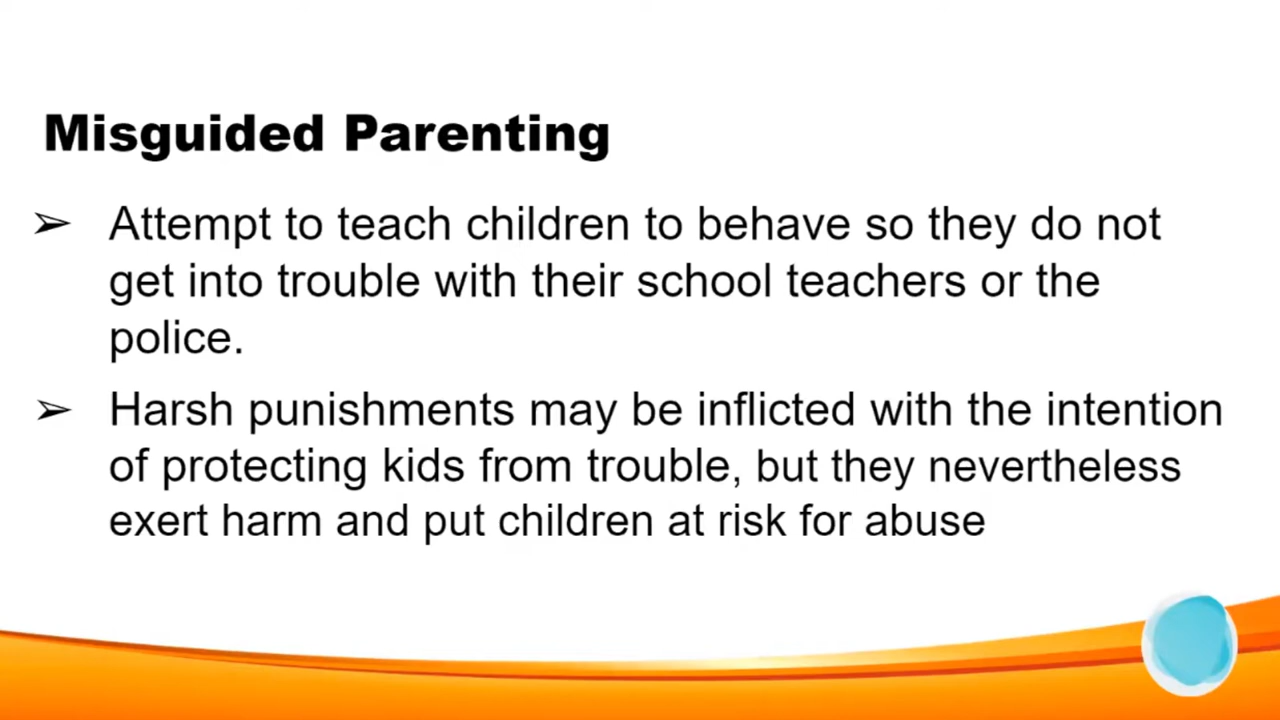 Misguided Parenting
➢ Attempt to teach children to behave so they do not
get into trouble with their school teachers or the
police.
➢ Harsh punishments may be inflicted with the intention
of protecting kids from trouble, but they nevertheless
exert harm and put children at risk for abuse